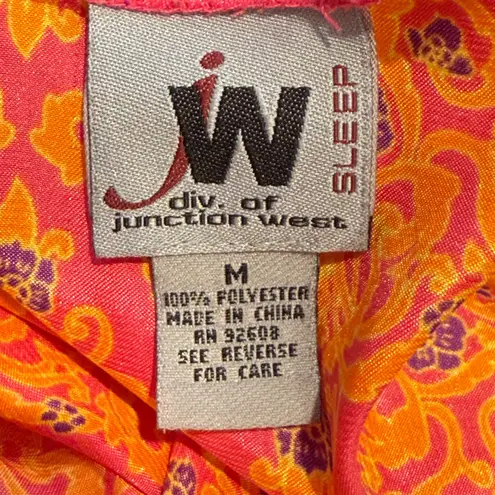 jW
SLEEP
div. of
junction west
M
100% POLYESTER
MADE IN CHINA
RN 92608
SEE REVERSE
FOR CARE